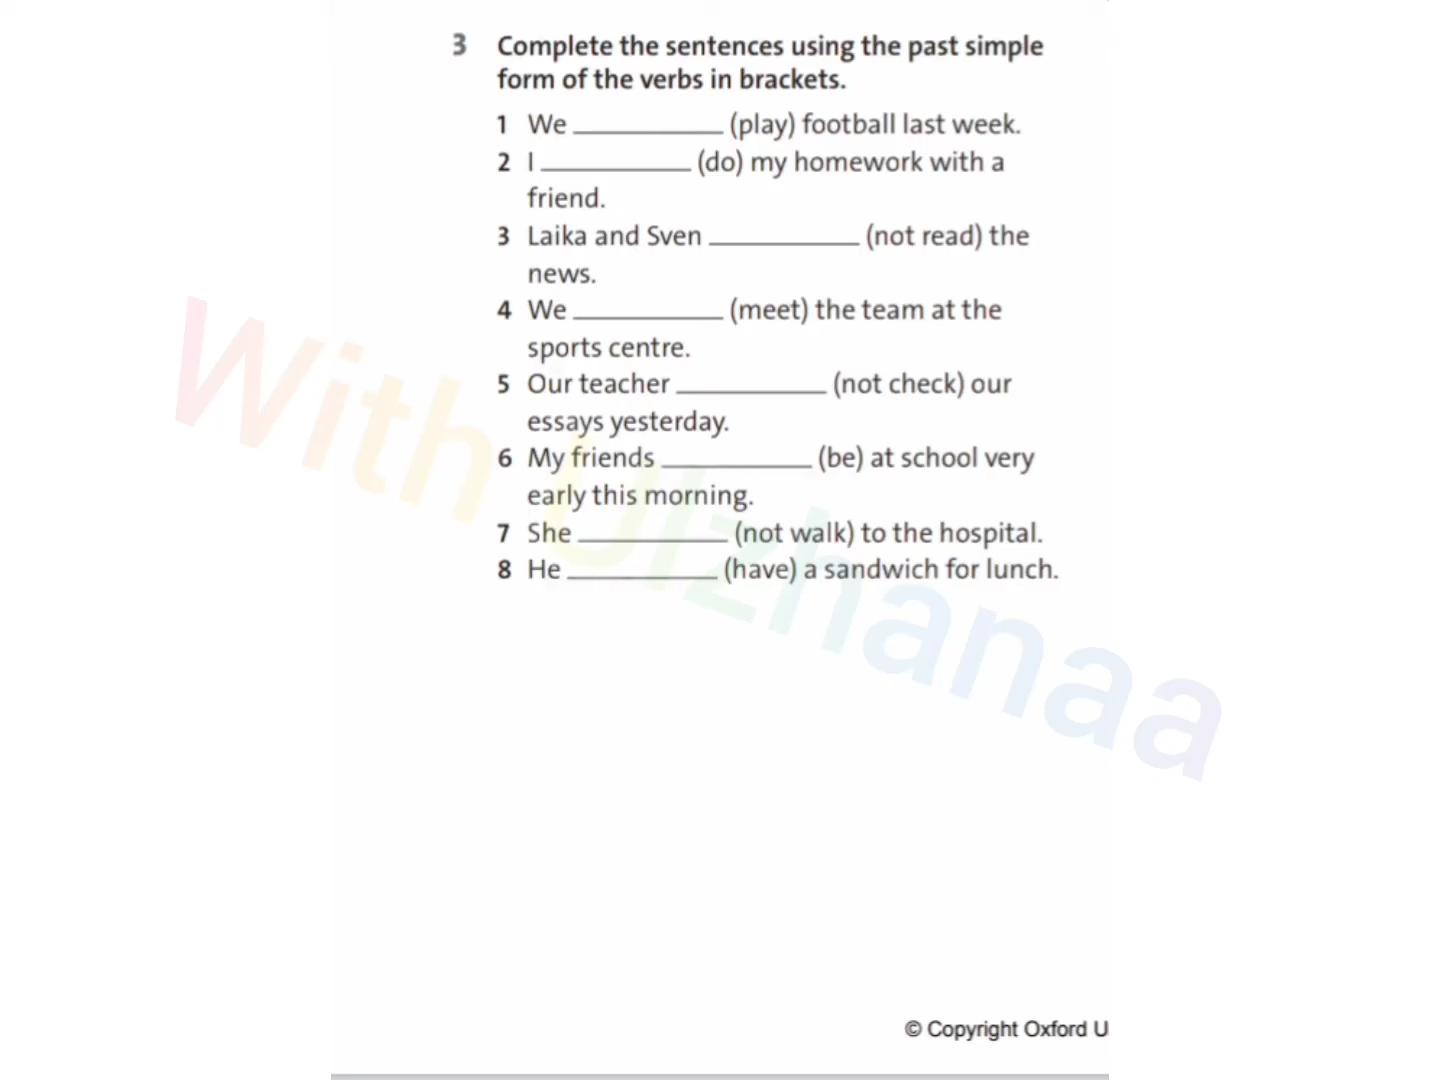 3 Complete the sentences using the past simple
form of the verbs in brackets.
1 We __________ (play) football last week.
2 I __________ (do) my homework with a
friend.
3 Laika and Sven __________ (not read) the
news.
4 We __________ (meet) the team at the
sports centre.
5 Our teacher __________ (not check) our
essays yesterday.
6 My friends __________ (be) at school very
early this morning.
7 She __________ (not walk) to the hospital.
8 He __________ (have) a sandwich for lunch.
With Ulzhanaa
© Copyright Oxford U